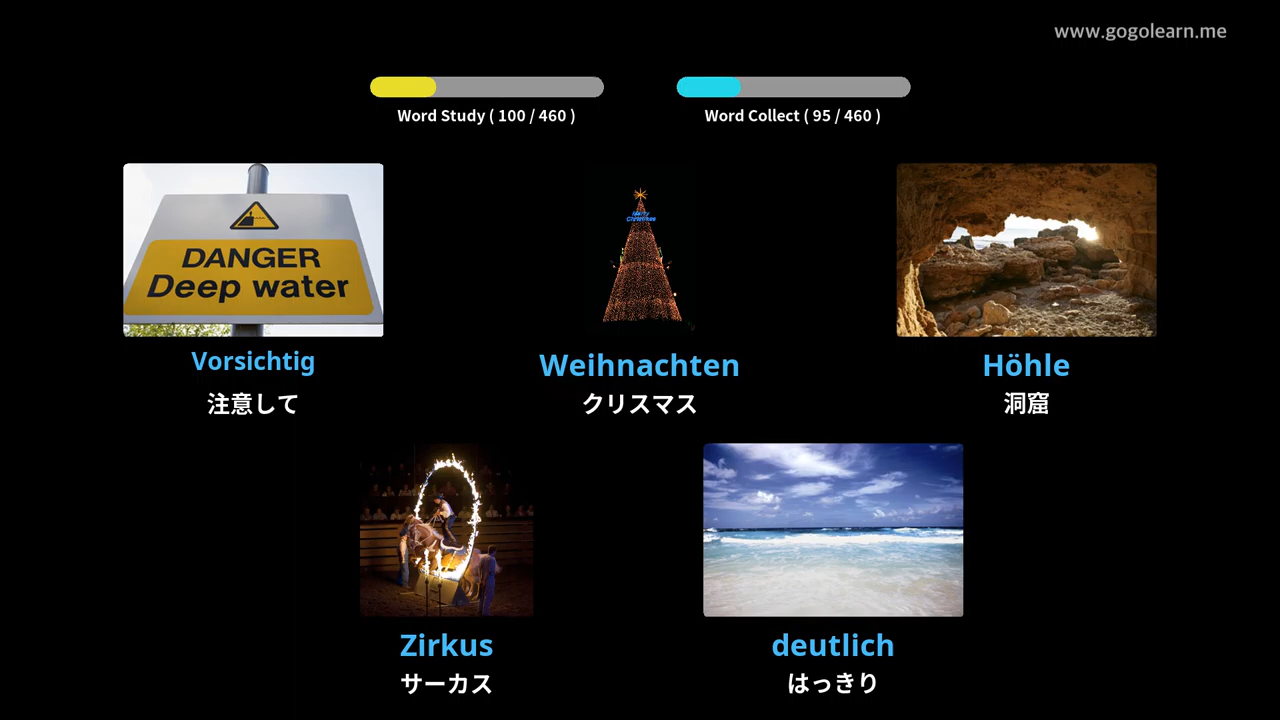 www.gogolearn.me
Word Study ( 100 / 460 )
Word Collect ( 95 / 460 )
DANGER
Deep water
Merry
Christmas
Vorsichtig
注意して
Weihnachten
クリスマス
Höhle
洞窟
Zirkus
サーカス
deutlich
はっきり